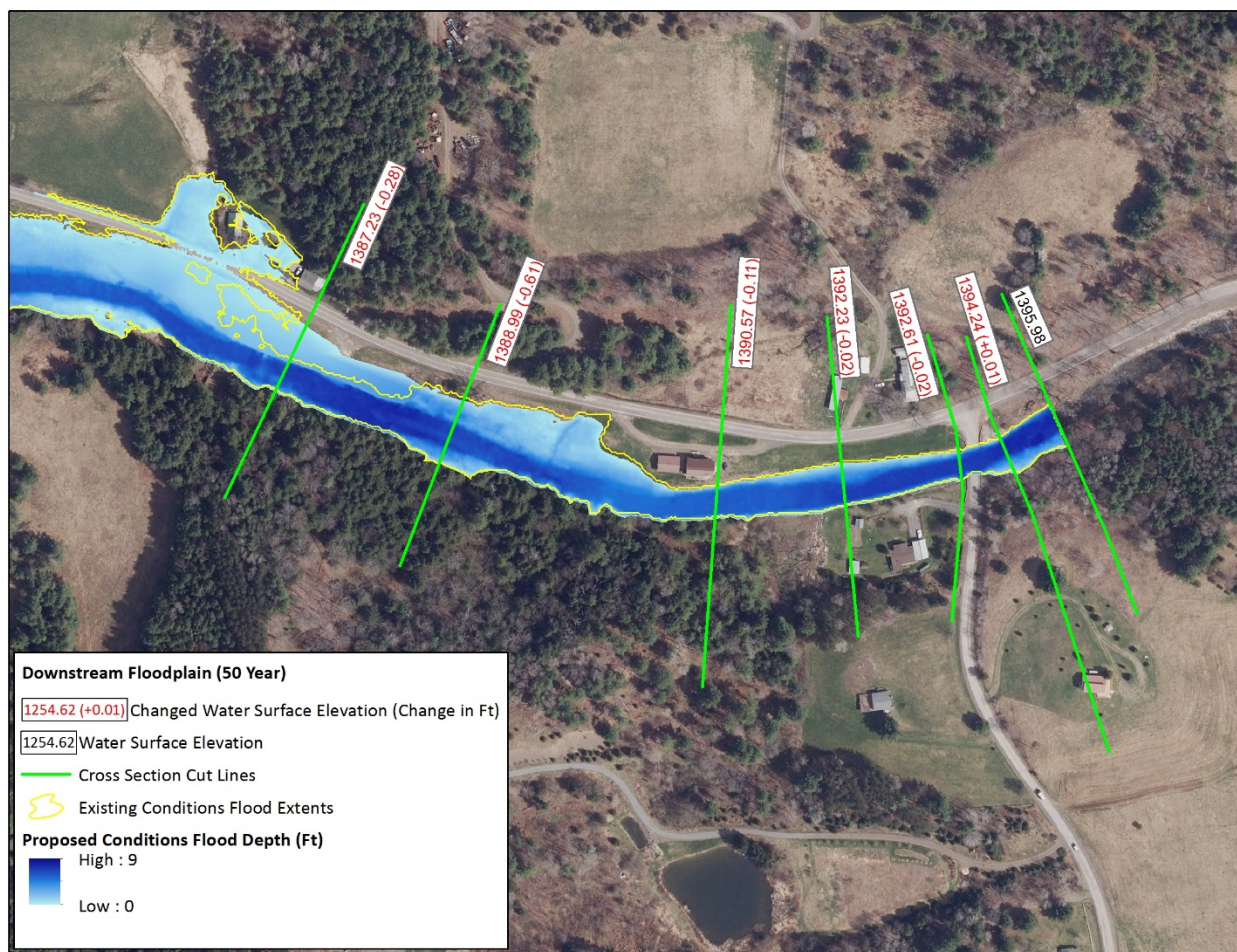 1387.23 (-0.28)
1388.99 (-0.61)
1390.57 (-0.11)
1392.23 (-0.02)
1392.61 (-0.02)
1394.24 (+0.01)
1395.98
Downstream Floodplain (50 Year)
1254.62 (+0.01) Changed Water Surface Elevation (Change in Ft)
1254.62 Water Surface Elevation
Cross Section Cut Lines
Existing Conditions Flood Extents
Proposed Conditions Flood Depth (Ft)
High : 9
Low : 0